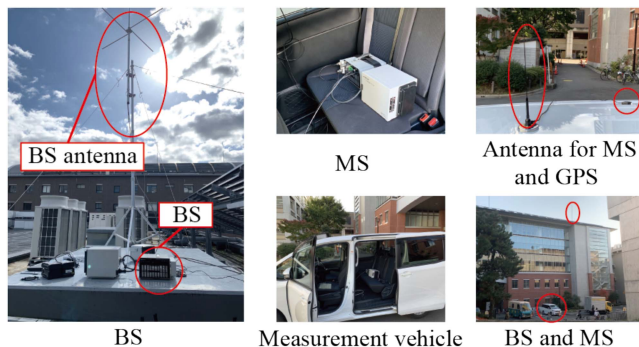 BS antenna
BS
BS
MS
Antenna for MS
and GPS
Measurement vehicle
BS and MS